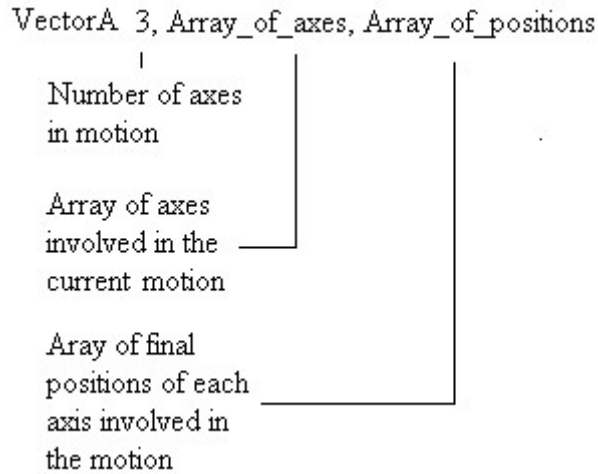 VectorA 3, Array_of_axes, Array_of_positions
Number of axes
in motion
Array of axes
involved in the
current motion
Aray of final
positions of each
axis involved in
the motion